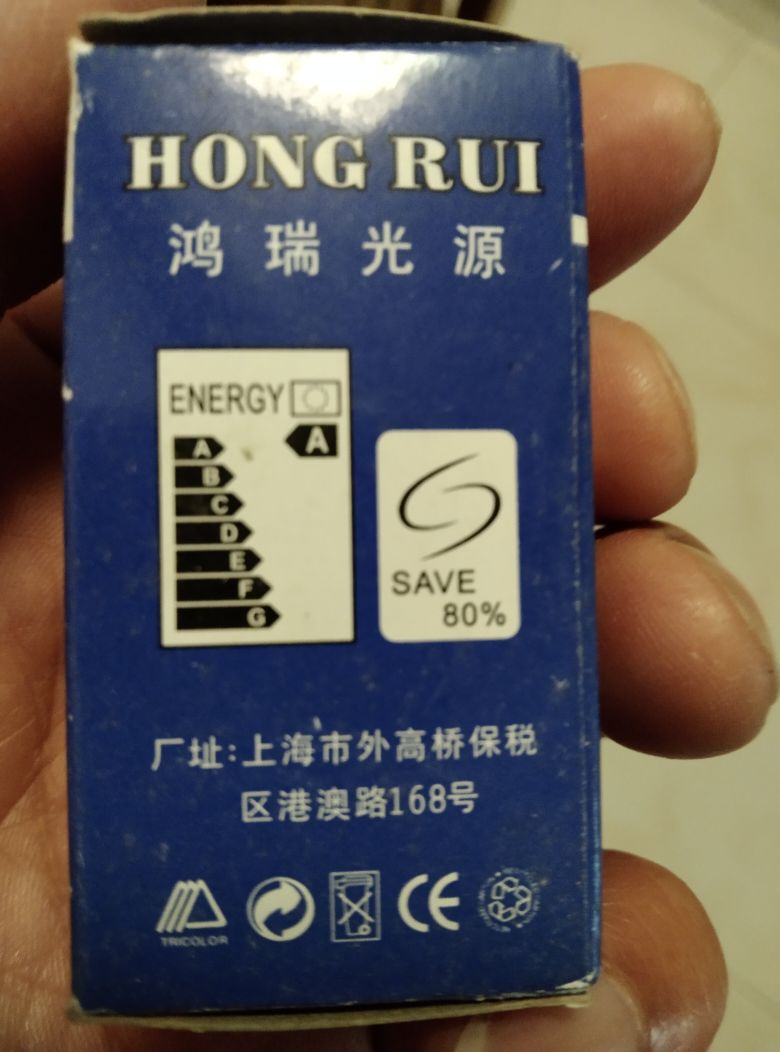 HONG RUI
鸿瑞光源
ENERGY
A
A
B
C
D
E
F
G
SAVE
80%
厂址:上海市外高桥保税
区港澳路168号
TRICOLOR
CE